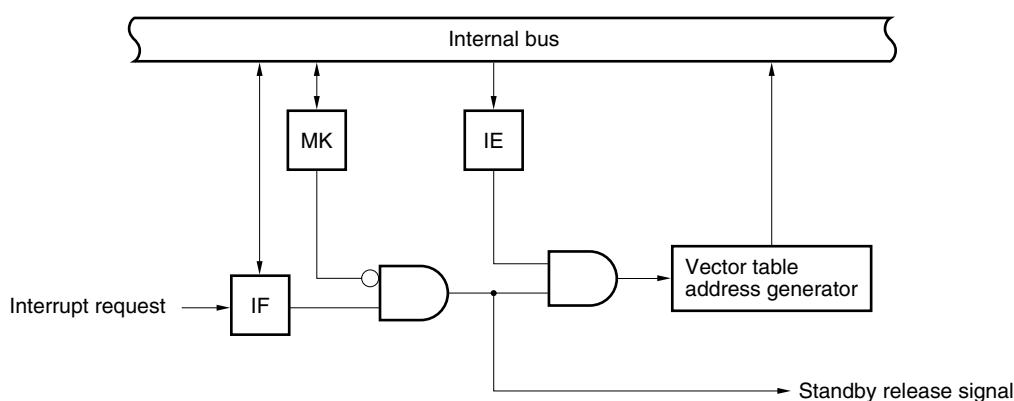 Internal bus
MK
IE
Interrupt request
IF
Vector table
address generator
Standby release signal